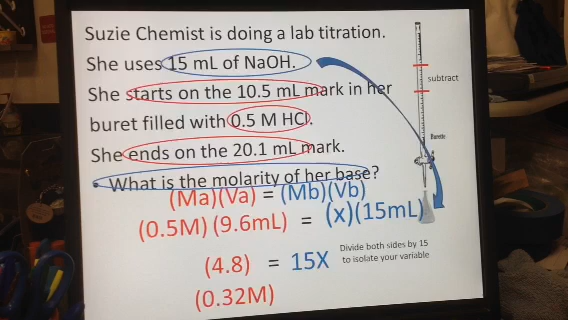 Suzie Chemist is doing a lab titration.
She uses 15 mL of NaOH.
She starts on the 10.5 mL mark in her
buret filled with 0.5 M HCl.
She ends on the 20.1 mL mark.
• What is the molarity of her base?
subtract
Burette
(Ma)(Va) = (Mb)(Vb)
(0.5M) (9.6mL) = (x)(15mL)
(4.8) = 15X
Divide both sides by 15
to isolate your variable
(0.32M)